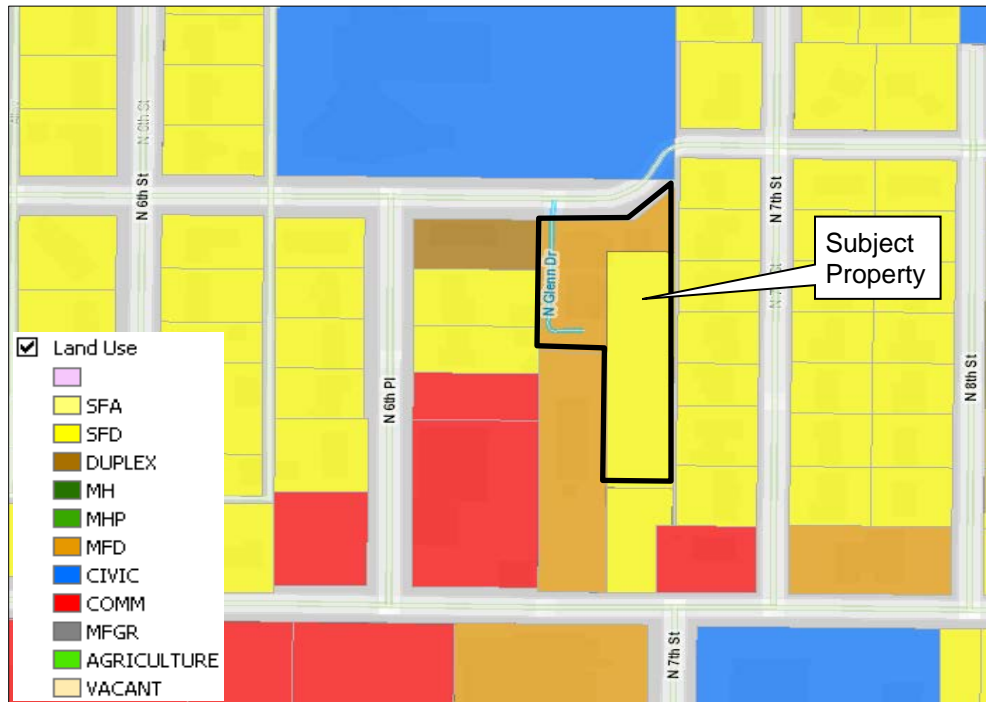 N 6th St
N 6th St
N Glenn Dr
N 6th Pl
N 7th St
N 8th St
N 7th St
Subject
Property
Land Use
SFA
SFD
DUPLEX
MH
MHP
MFD
CIVIC
COMM
MFGR
AGRICULTURE
VACANT